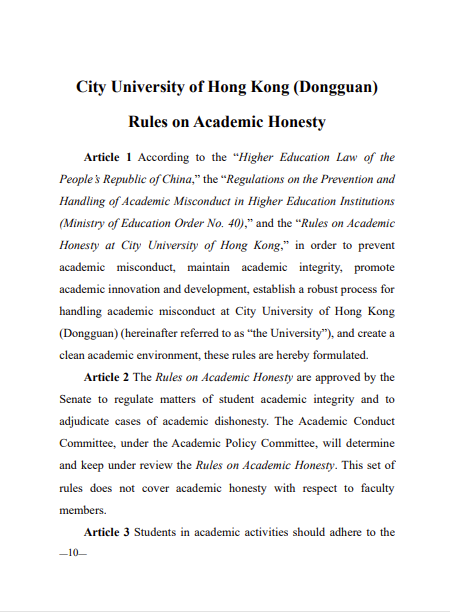 City University of Hong Kong (Dongguan)
Rules on Academic Honesty
Article 1 According to the “Higher Education Law of the
People’s Republic of China,” the “Regulations on the Prevention and
Handling of Academic Misconduct in Higher Education Institutions
(Ministry of Education Order No. 40),” and the “Rules on Academic
Honesty at City University of Hong Kong,” in order to prevent
academic misconduct, maintain academic integrity, promote
academic innovation and development, establish a robust process for
handling academic misconduct at City University of Hong Kong
(Dongguan) (hereinafter referred to as “the University”), and create a
clean academic environment, these rules are hereby formulated.
Article 2 The Rules on Academic Honesty are approved by the
Senate to regulate matters of student academic integrity and to
adjudicate cases of academic dishonesty. The Academic Conduct
Committee, under the Academic Policy Committee, will determine
and keep under review the Rules on Academic Honesty. This set of
rules does not cover academic honesty with respect to faculty
members.
Article 3 Students in academic activities should adhere to the
—10—